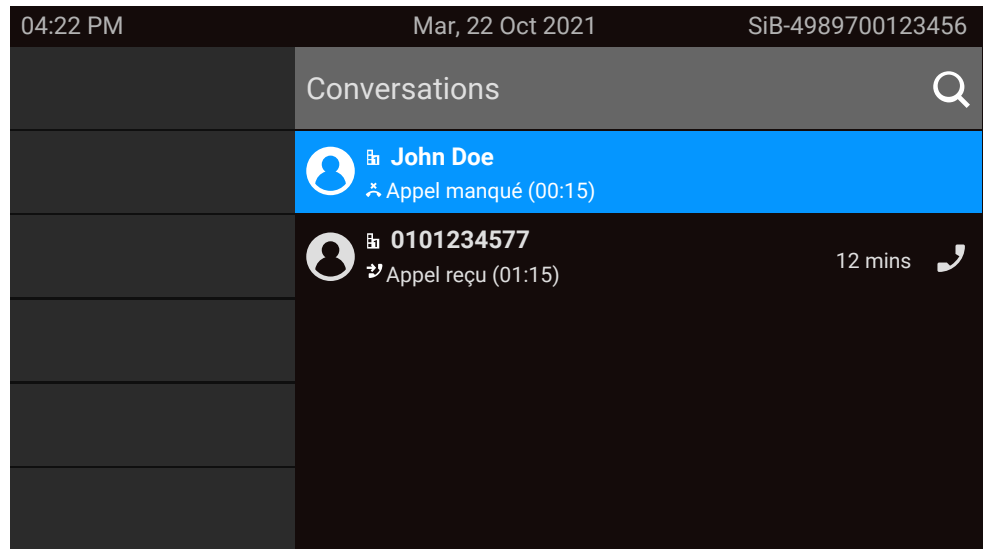 04:22 PM Mar, 22 Oct 2021 SiB-4989700123456
Conversations
John Doe
Appel manqué (00:15)
0101234577
Appel reçu (01:15)
12 mins